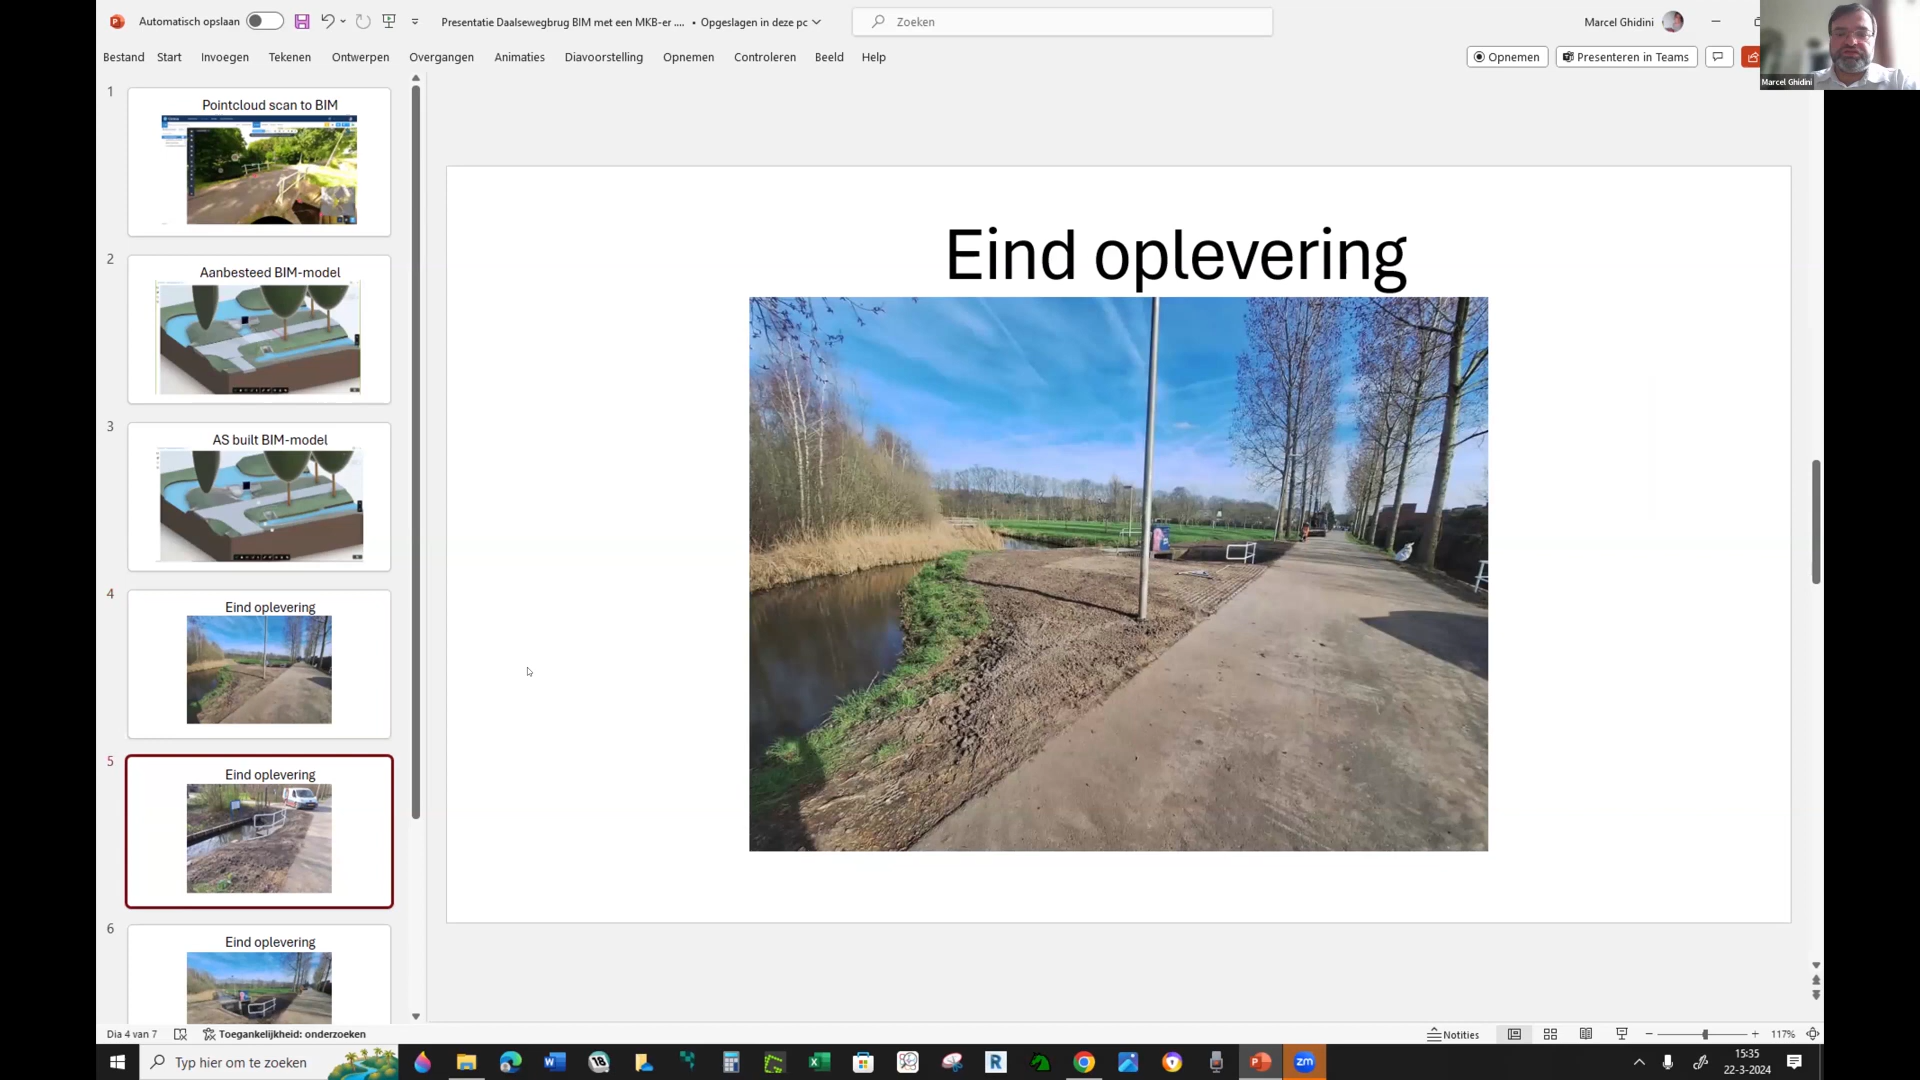 Automatisch opslaan
Presentatie Daalsewegbrug BIM met een MKB-er .... • Opgeslagen in deze pc
Zoeken
Marcel Ghidini
Bestand Start Invoegen Tekenen Ontwerpen Overgangen Animaties Diavoorstelling Opnemen Controleren Beeld Help
Opnemen
Presenteren in Teams
Marcel Ghidini
1
Pointcloud scan to BIM
2
Aanbesteed BIM-model
3
AS built BIM-model
4
Eind oplevering
5
Eind oplevering
6
Eind oplevering
Eind oplevering
Dia 4 van 7
Toegankelijkheid: onderzoeken
Notities
117%
Typ hier om te zoeken
18
zm
15:35
22-3-2024